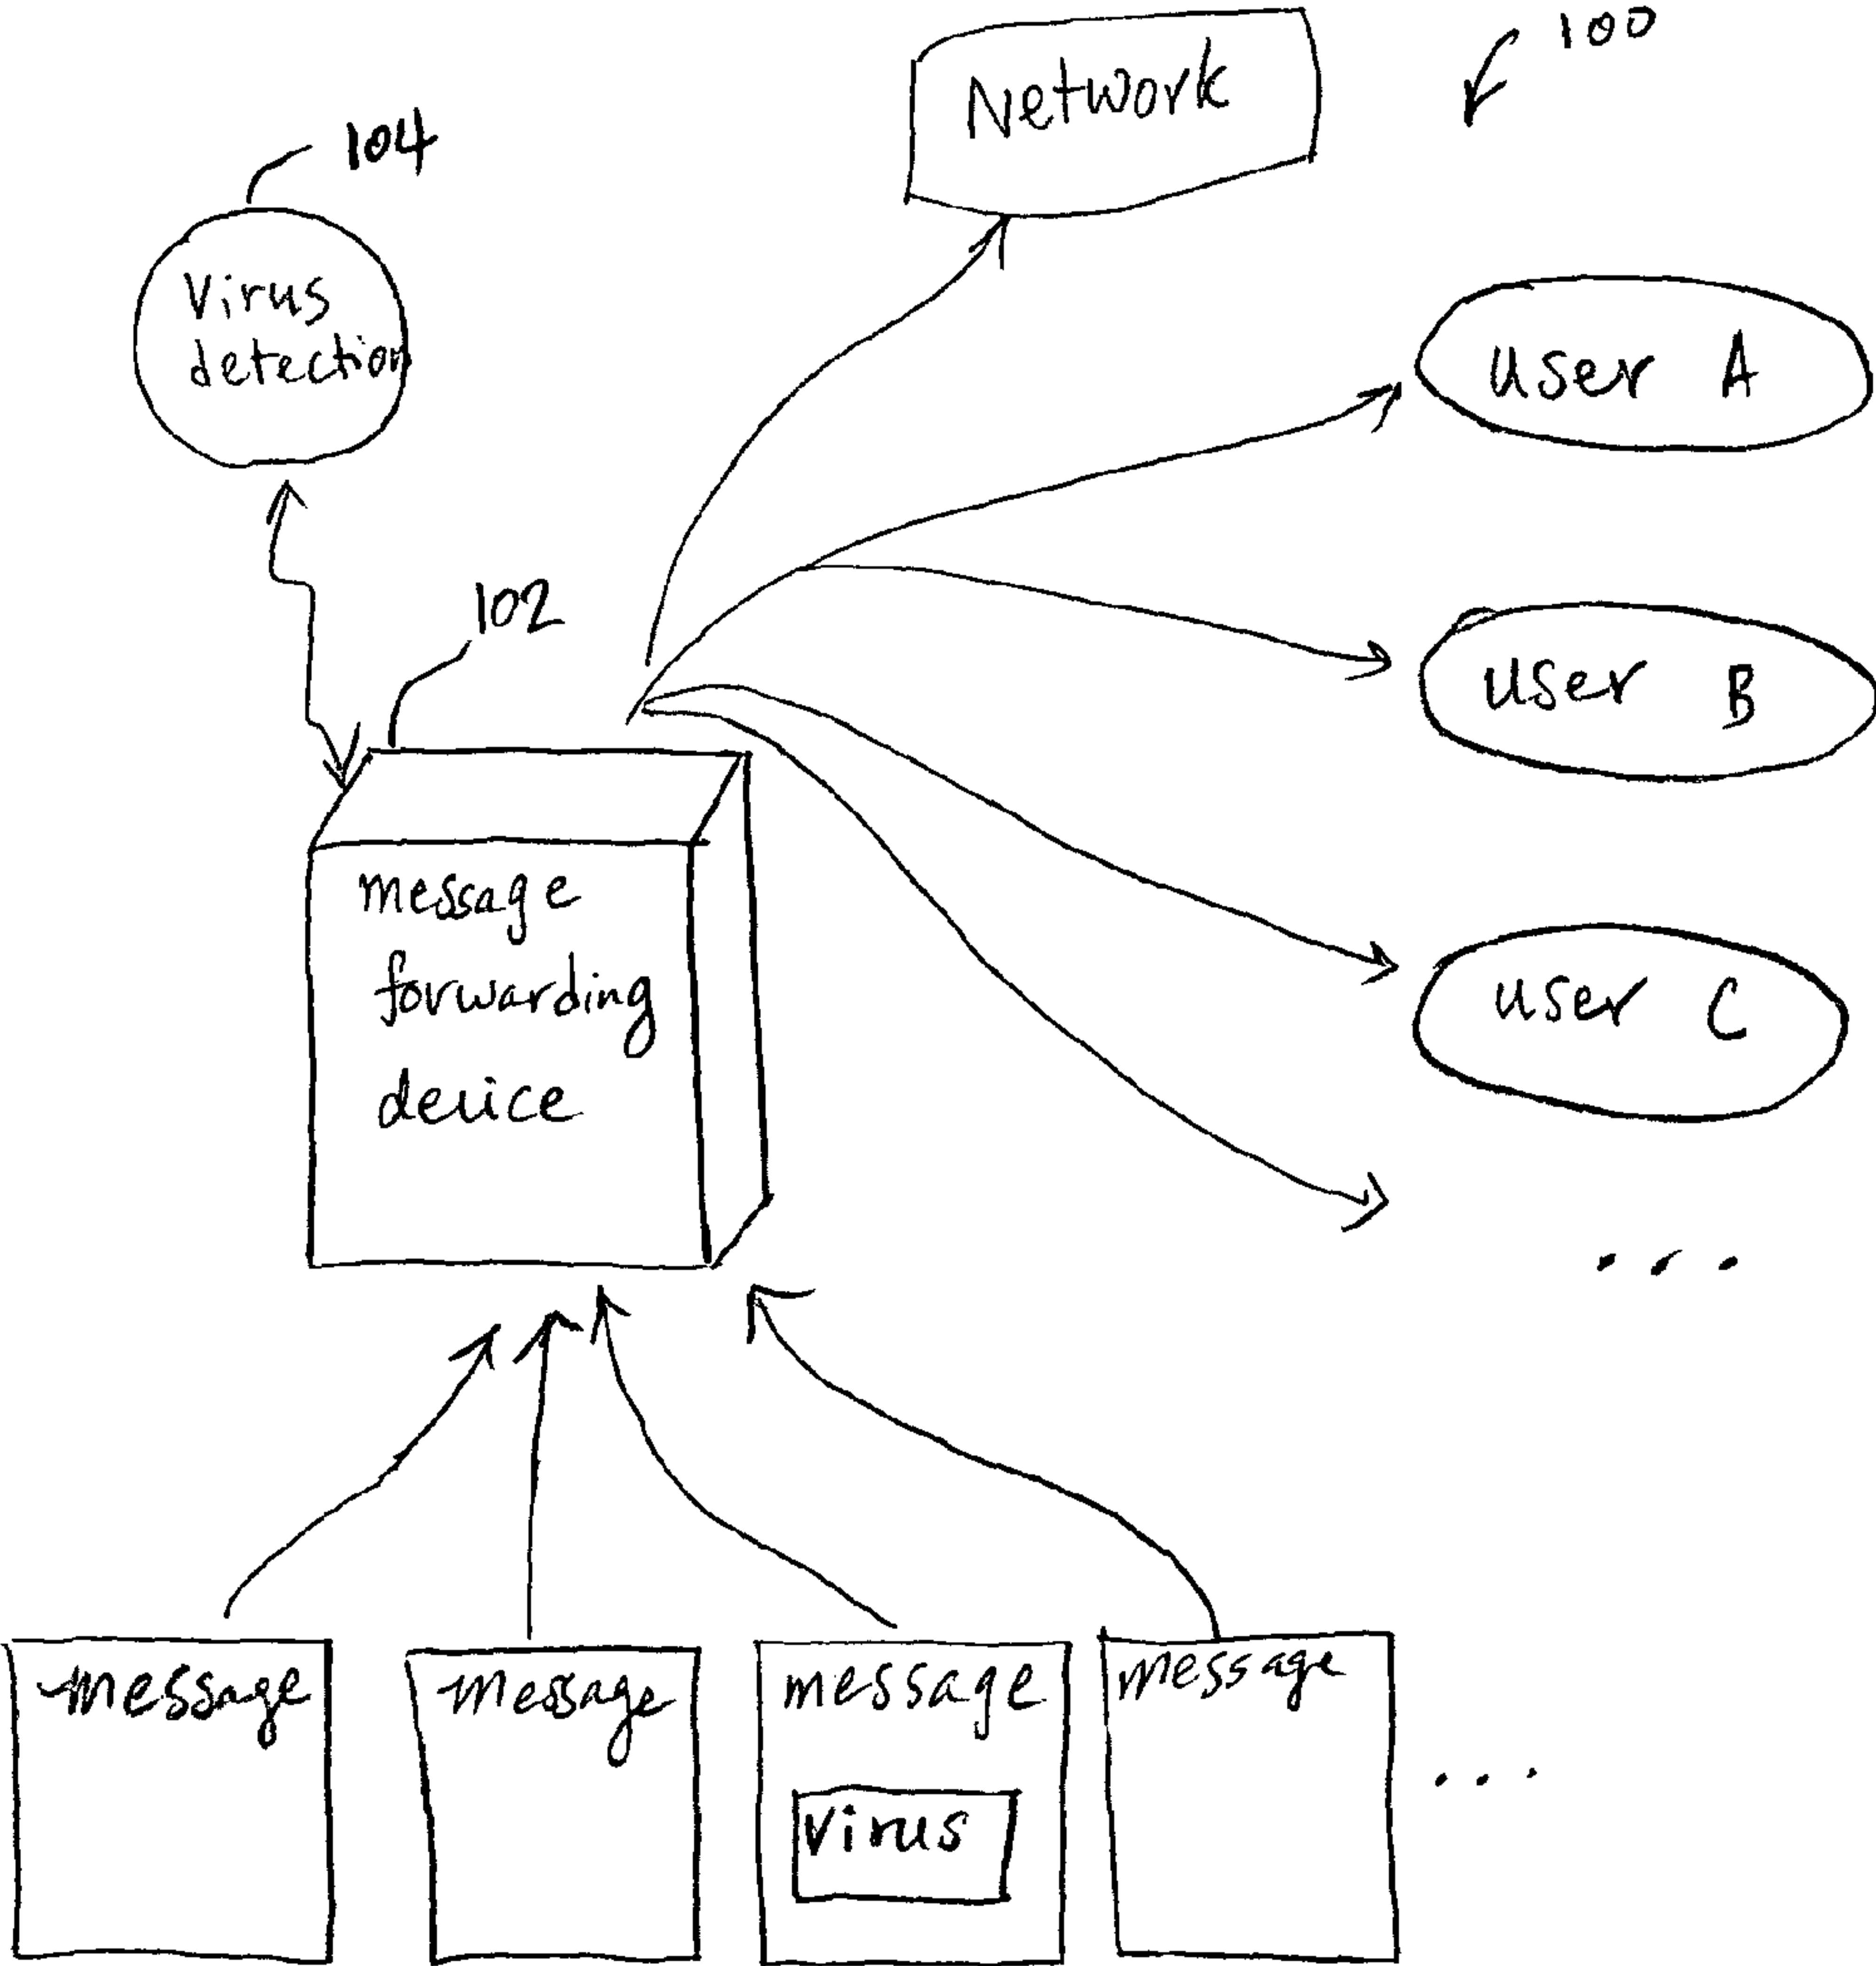 Network
100
104
Virus
detection
user A
102
user B
message
forwarding
device
user C
...
message
message
message
message
virus
...